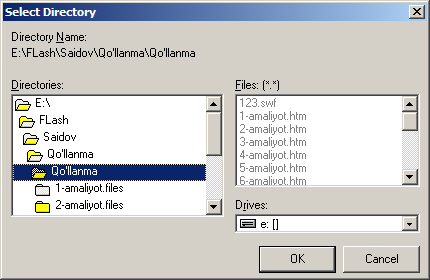 Select Directory
Directory Name:
E:\FLash\Saidov\Qo'llanma\Qo'llanma
Directories:
E:\
FLash
Saidov
Qo'llanma
Qo'llanma
1-amaliyot.files
2-amaliyot.files
Files: (*.*)
123.swf
1-amaliyot.htm
2-amaliyot.htm
3-amaliyot.htm
4-amaliyot.htm
5-amaliyot.htm
6-amaliyot.htm
Drives:
e: []
OK
Cancel